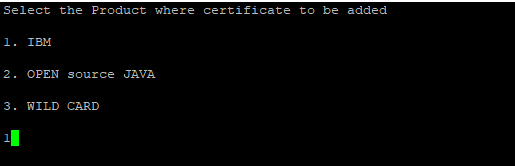 Select the Product where certificate to be added
1. IBM
2. OPEN source JAVA
3. WILD CARD
1